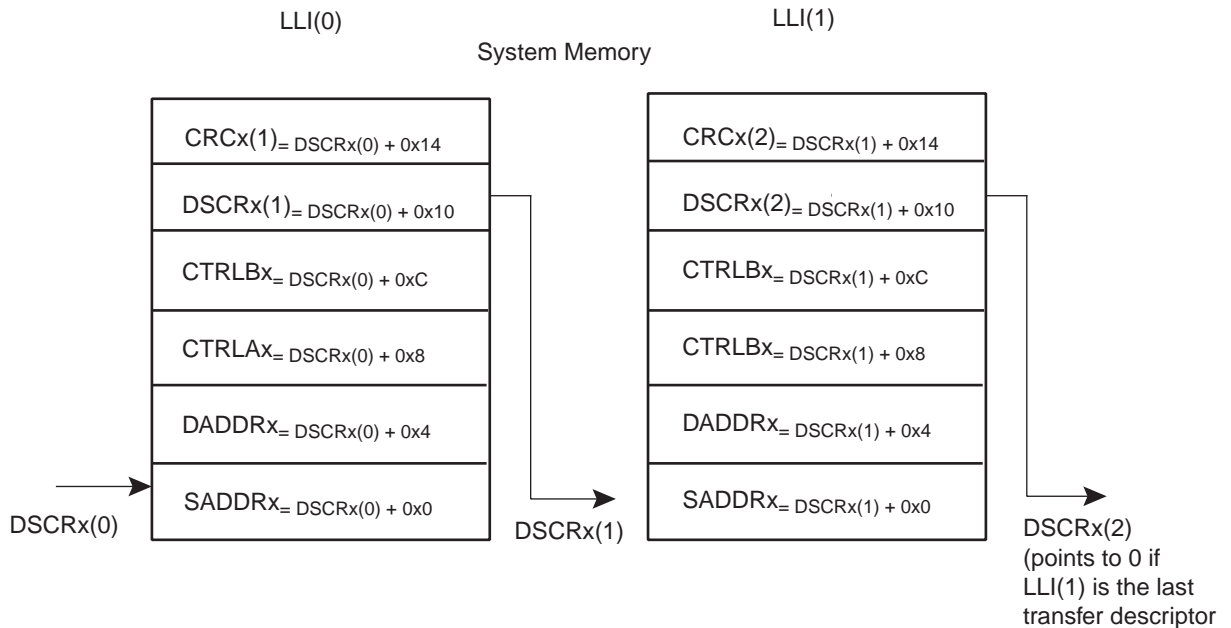 LLI(0)
LLI(1)
System Memory
CRCx(1)= DSCRx(0) + 0x14
DSCRx(1)= DSCRx(0) + 0x10
CTRLBx= DSCRx(0) + 0xC
CTRLAx= DSCRx(0) + 0x8
DADDRx= DSCRx(0) + 0x4
SADDRx= DSCRx(0) + 0x0
DSCRx(0)
DSCRx(1)
CRCx(2)= DSCRx(1) + 0x14
DSCRx(2)= DSCRx(1) + 0x10
CTRLBx= DSCRx(1) + 0xC
CTRLBx= DSCRx(1) + 0x8
DADDRx= DSCRx(1) + 0x4
SADDRx= DSCRx(1) + 0x0
DSCRx(2)
(points to 0 if
LLI(1) is the last
transfer descriptor